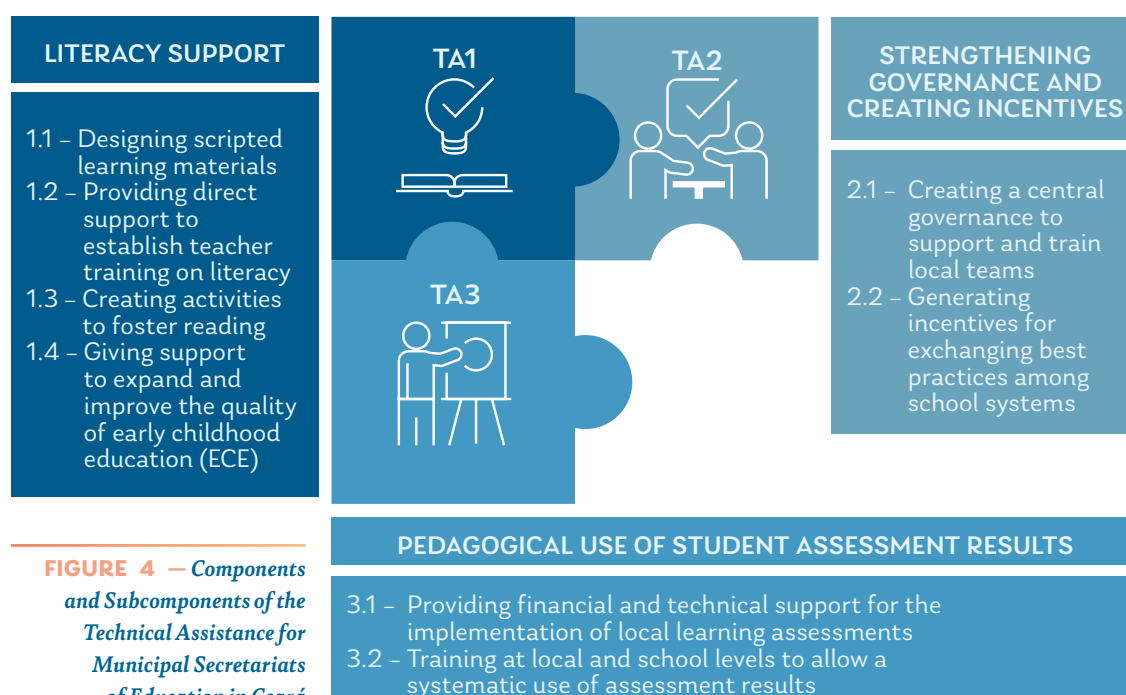 LITERACY SUPPORT
1.1 – Designing scripted
learning materials
1.2 – Providing direct
support to
establish teacher
training on literacy
1.3 – Creating activities
to foster reading
1.4 – Giving support
to expand and
improve the quality
of early childhood
education (ECE)
TA1
TA2
TA3
STRENGTHENING
GOVERNANCE AND
CREATING INCENTIVES
2.1 – Creating a central
governance to
support and train
local teams
2.2 – Generating
incentives for
exchanging best
practices among
school systems
PEDAGOGICAL USE OF STUDENT ASSESSMENT RESULTS
3.1 – Providing financial and technical support for the
implementation of local learning assessments
3.2 – Training at local and school levels to allow a
systematic use of assessment results
FIGURE 4 — Components
and Subcomponents of the
Technical Assistance for
Municipal Secretariats
of Education in Ceará